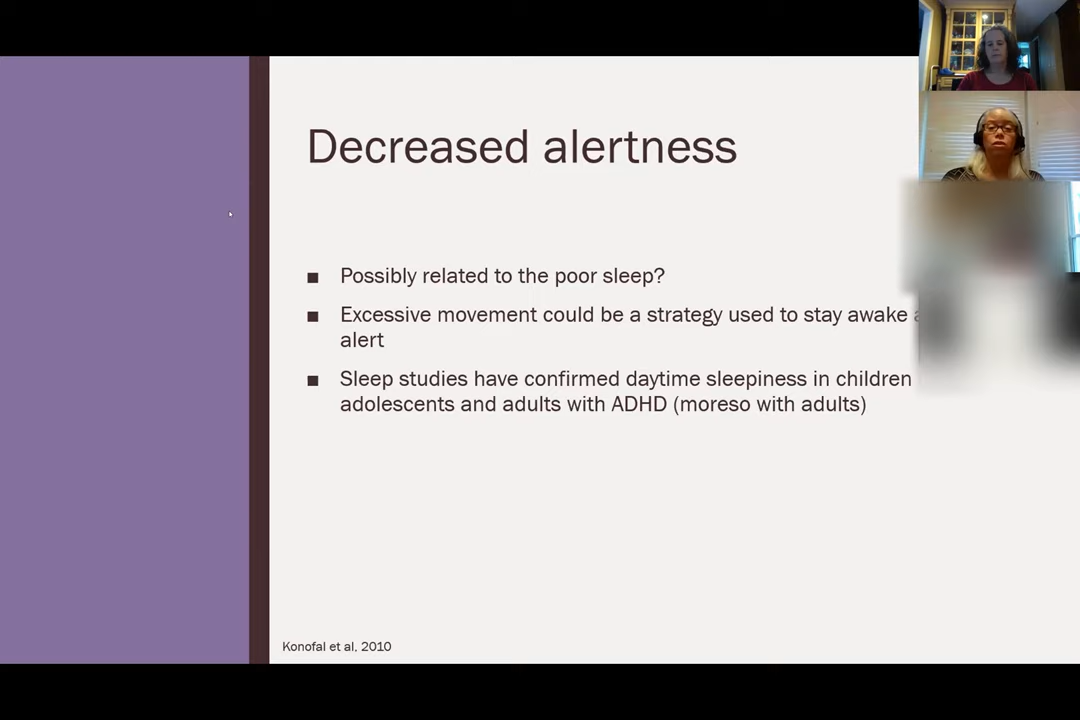 Decreased alertness
■ Possibly related to the poor sleep?
■ Excessive movement could be a strategy used to stay awake
alert
■ Sleep studies have confirmed daytime sleepiness in children
adolescents and adults with ADHD (moreso with adults)
Konofal et al, 2010